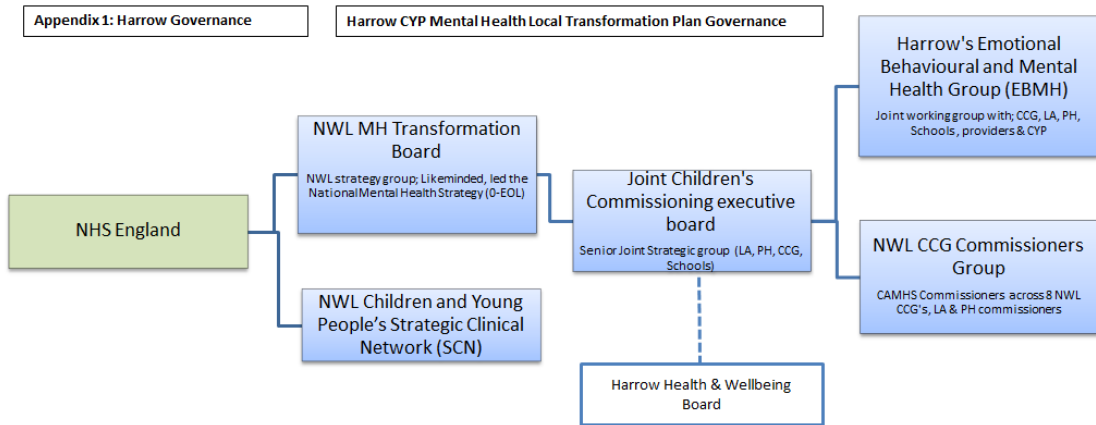 Appendix 1: Harrow Governance
Harrow CYP Mental Health Local Transformation Plan Governance
NHS England
NWL MH Transformation
Board
NWL strategy group; Likeminded, led the
National Mental Health Strategy (0-EOL)
NWL Children and Young
People’s Strategic Clinical
Network (SCN)
Joint Children's
Commissioning executive
board
Senior Joint Strategic group (LA, PH, CCG,
Schools)
Harrow Health & Wellbeing
Board
Harrow's Emotional
Behavioural and Mental
Health Group (EBMH)
Joint working group with; CCG, LA, PH,
Schools, providers & CYP
NWL CCG Commissioners
Group
CAMHS Commissioners across 8 NWL
CCG's, LA & PH commissioners